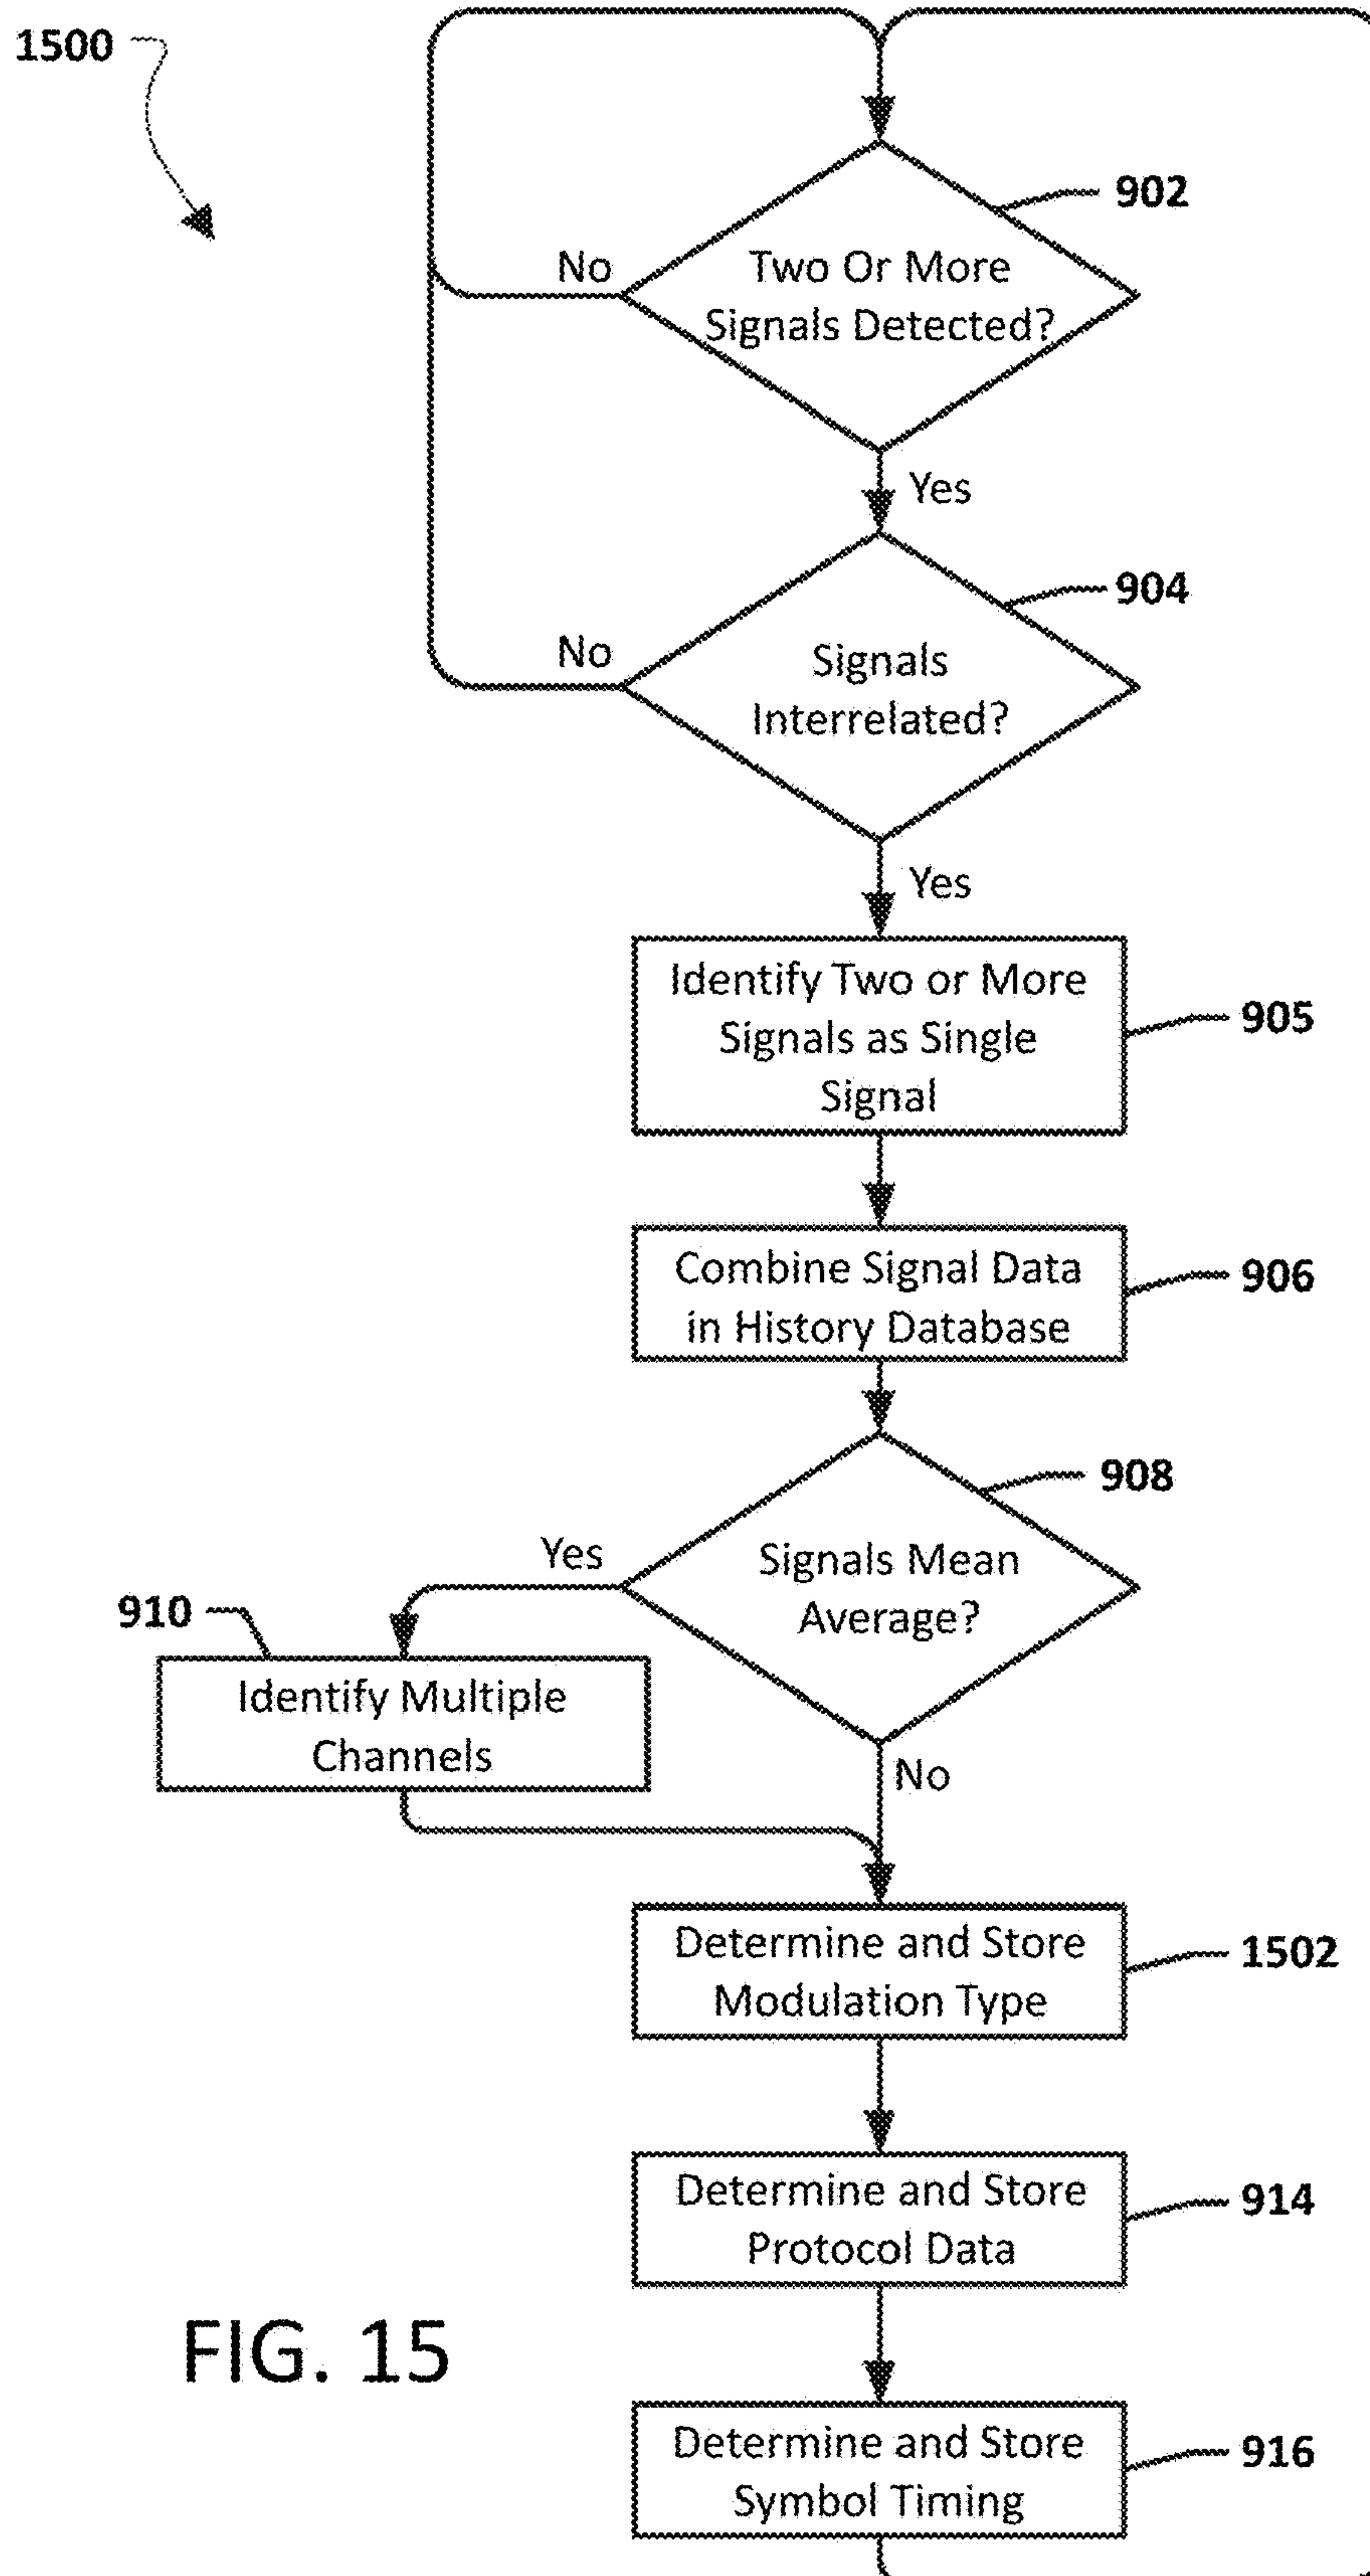 1500
902
Two Or More
Signals Detected?
No
Yes
904
Signals
Interrelated?
No
Yes
Identify Two or More
Signals as Single
Signal
905
Combine Signal Data
in History Database
906
908
Signals Mean
Average?
Yes
910
Identify Multiple
Channels
No
Determine and Store
Modulation Type
1502
Determine and Store
Protocol Data
914
FIG. 15
Determine and Store
Symbol Timing
916